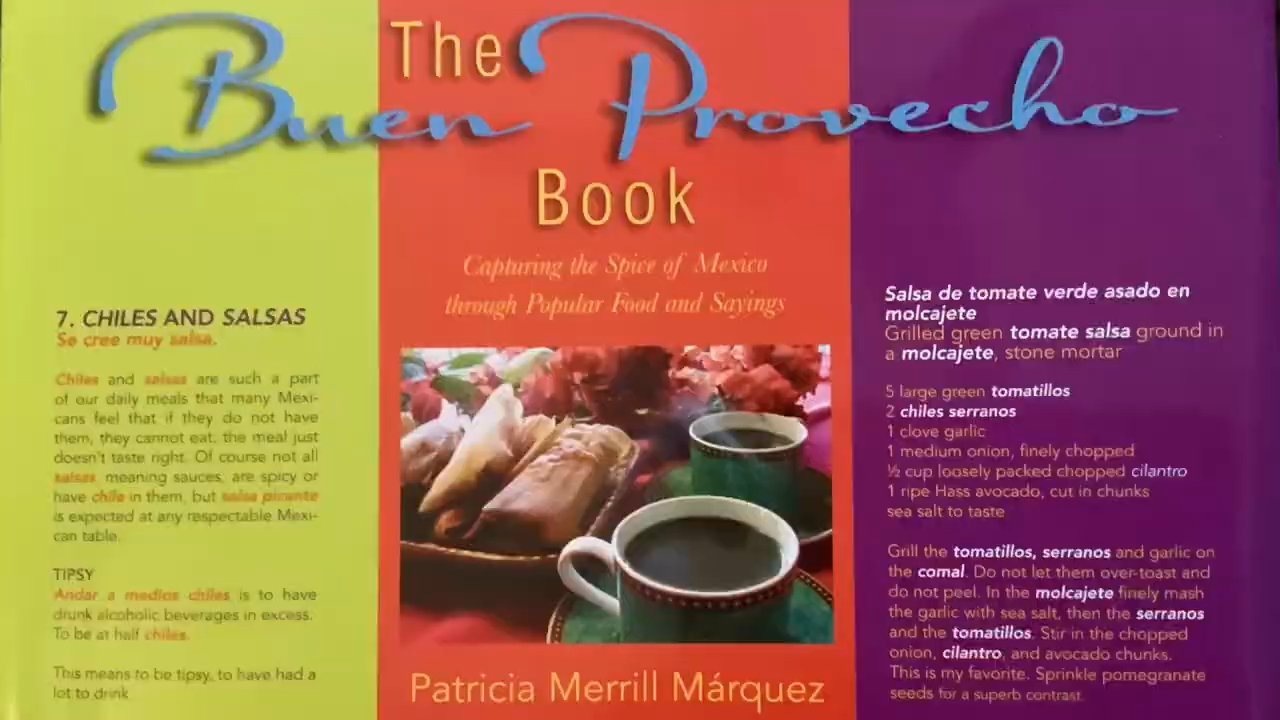 The
Buen Provecho
Book
Capturing the Spice of Mexico
through Popular Food and Sayings
Patricia Merrill Márquez
7. CHILES AND SALSAS
Se cree muy salsa.
Chiles and salsas are such a part
of our daily meals that many Mexi-
cans feel that if they do not have
them, they cannot eat, the meal just
doesn't taste right. Of course not all
salsas, meaning sauces, are spicy or
have chile in them, but salsa picante
is expected at any respectable Mexi-
can table.
TIPSY
Andar a medios chiles is to have
drunk alcoholic beverages in excess.
To be at half chiles.
This means to be tipsy, to have had a
lot to drink.
Salsa de tomate verde asado en
molcajete
Grilled green tomate salsa ground in
a molcajete, stone mortar
5 large green tomatillos
2 chiles serranos
1 clove garlic
1 medium onion, finely chopped
½ cup loosely packed chopped cilantro
1 ripe Hass avocado, cut in chunks
sea salt to taste
Grill the tomatillos, serranos and garlic on
the comal. Do not let them over-toast and
do not peel. In the molcajete finely mash
the garlic with sea salt, then the serranos
and the tomatillos. Stir in the chopped
onion, cilantro, and avocado chunks.
This is my favorite. Sprinkle pomegranate
seeds for a superb contrast.